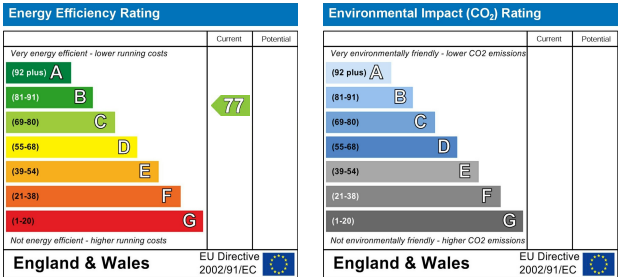 Energy Efficiency Rating
Current Potential
Very energy efficient - lower running costs
(92 plus) A
(81-91) B
77
(69-80) C
(55-68) D
(39-54) E
(21-38) F
(1-20) G
Not energy efficient - higher running costs
England & Wales
EU Directive
2002/91/EC
Environmental Impact (CO₂) Rating
Current Potential
Very environmentally friendly - lower CO2 emissions
(92 plus) A
(81-91) B
(69-80) C
(55-68) D
(39-54) E
(21-38) F
(1-20) G
Not environmentally friendly - higher CO2 emissions
England & Wales
EU Directive
2002/91/EC